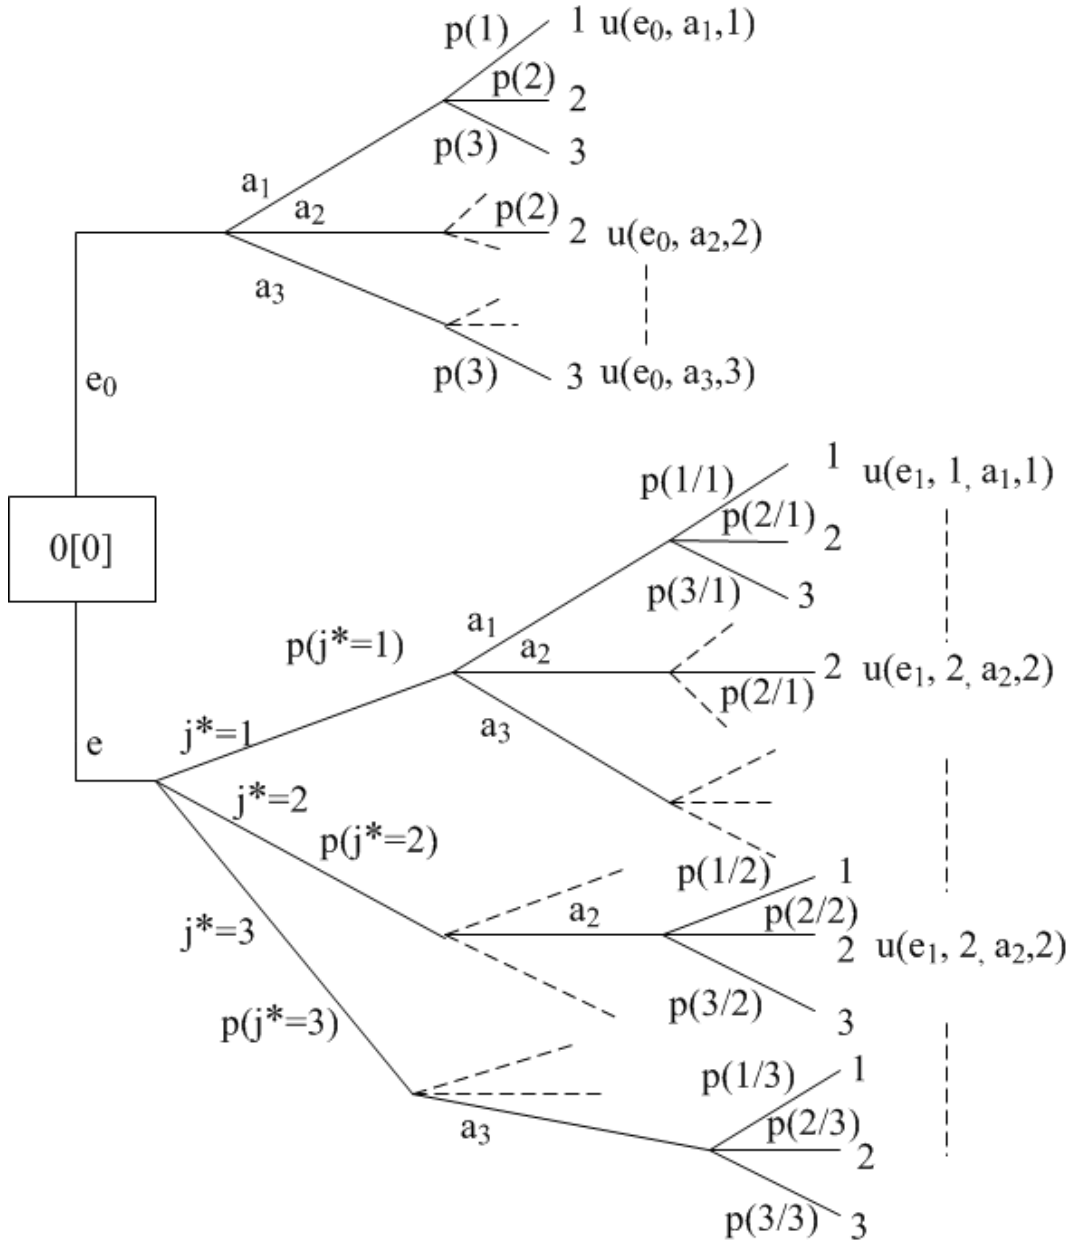 p(1) 1 u(e₀, a₁,1)
p(2) 2
p(3) 3
a₁
a₂ p(2) 2 u(e₀, a₂,2)
a₃
p(3) 3 u(e₀, a₃,3)
e₀
0[0]
e
p(1/1) 1 u(e₁, 1, a₁,1)
p(2/1) 2
p(3/1) 3
a₁
p(j*=1) a₂ 2 u(e₁, 2, a₂,2)
p(2/1)
j*=1 a₃
j*=2
p(j*=2)
p(1/2) 1
a₂ p(2/2)
j*=3 2 u(e₁, 2, a₂,2)
p(3/2) 3
p(j*=3)
p(1/3) 1
a₃ p(2/3) 2
p(3/3) 3